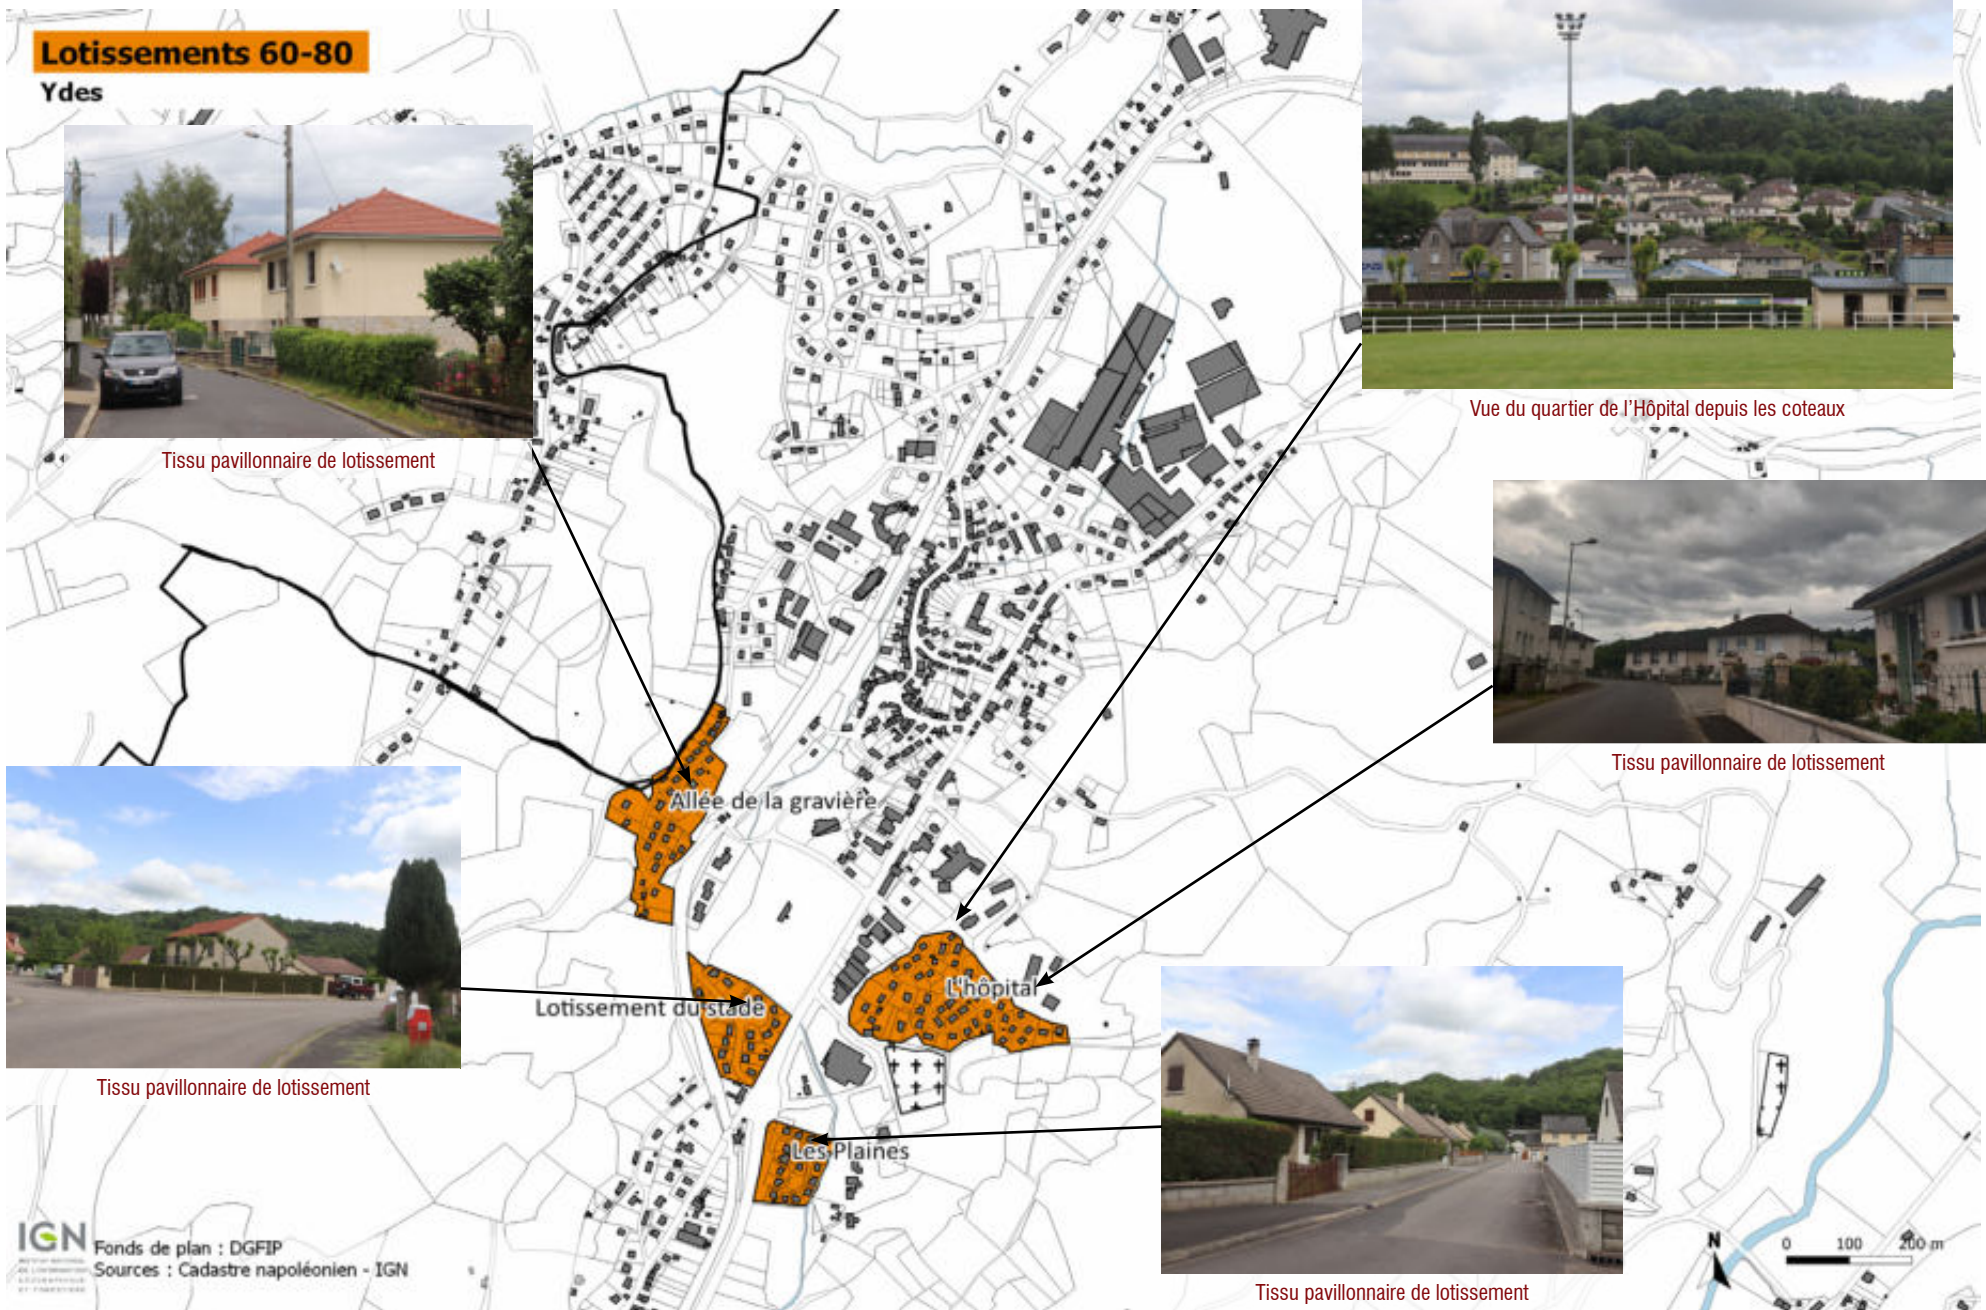 Lotissements 60-80
Ydes
Tissu pavillonnaire de lotissement
Vue du quartier de l'Hôpital depuis les coteaux
Tissu pavillonnaire de lotissement
Allée de la gravière
L'hôpital
Lotissement du stade
Tissu pavillonnaire de lotissement
Les Plaines
IGN
Fonds de plan : DGFIP
Sources : Cadastre napoléonien - IGN
N
0 100 200 m
Tissu pavillonnaire de lotissement